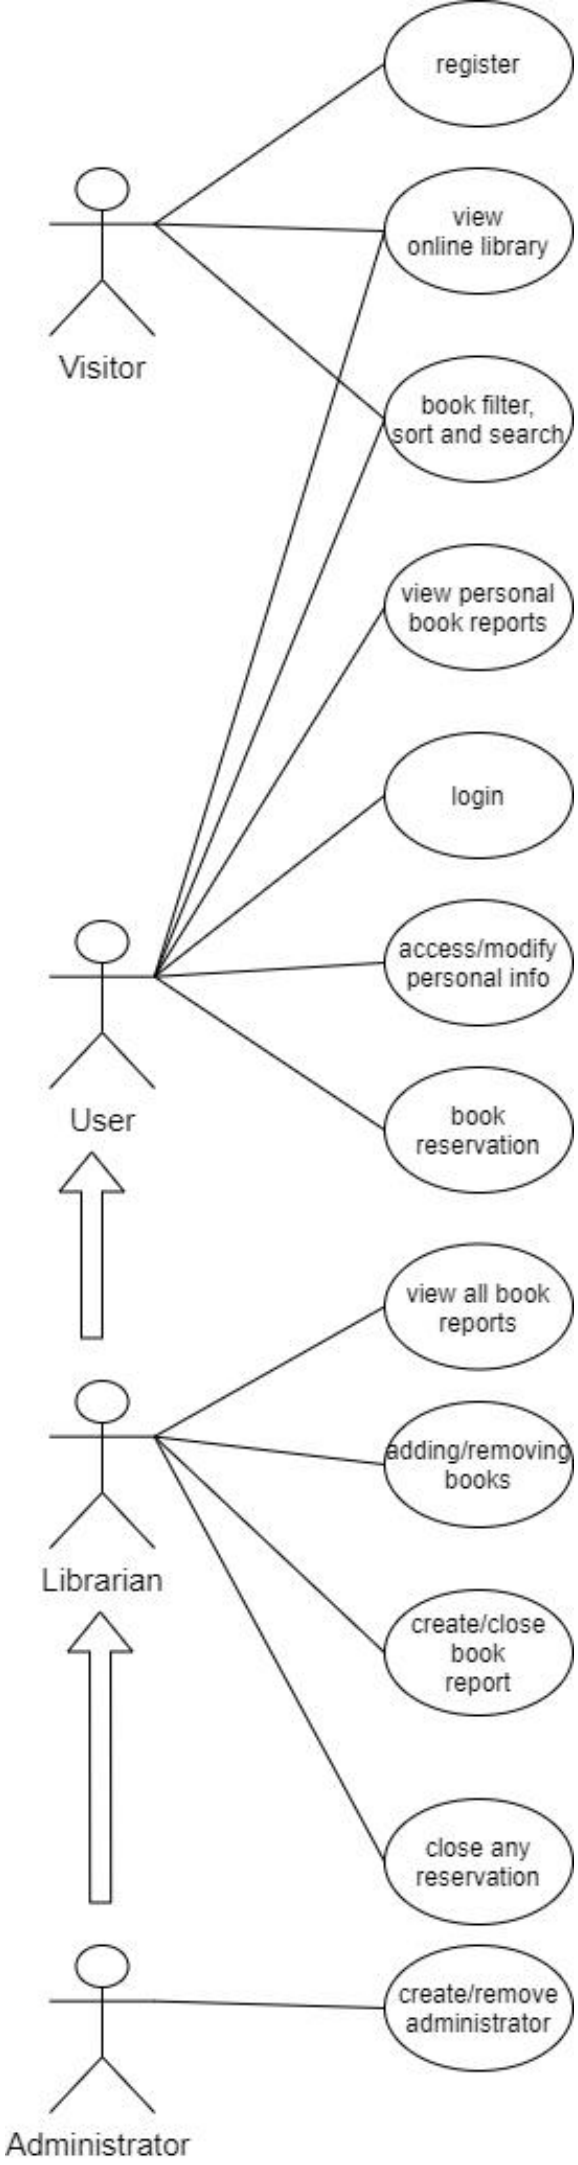 register
view
online library
Visitor
book filter,
sort and search
view personal
book reports
login
access/modify
personal info
User
book
reservation
view all book
reports
adding/removing
books
Librarian
create/close
book
report
close any
reservation
create/remove
administrator
Administrator